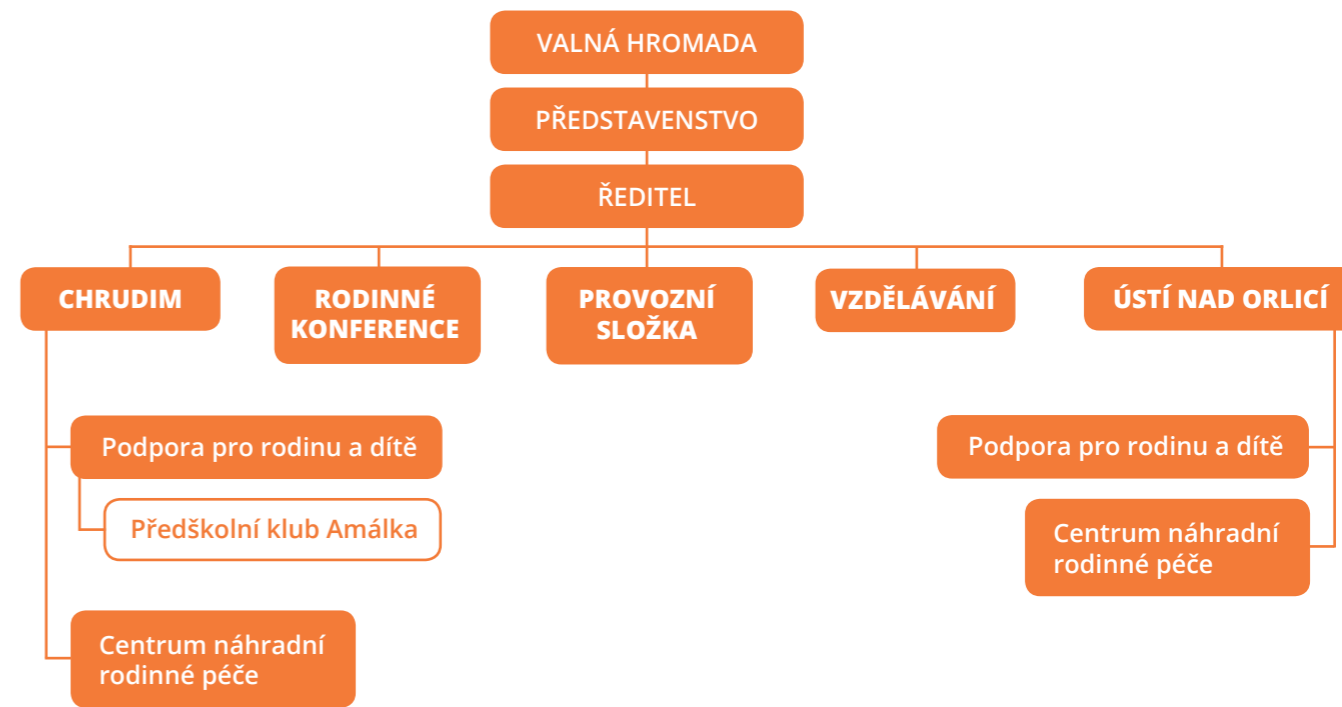 VALNÁ HROMADA
PŘEDSTAVENSTVO
ŘEDITEL
CHRUDIM
RODINNÉ
KONFERENCE
PROVOZNÍ
SLOŽKA
VZDĚLÁVÁNÍ
ÚSTÍ NAD ORLICÍ
Podpora pro rodinu a dítě
Předškolní klub Amálka
Centrum náhradní
rodinné péče
Podpora pro rodinu a dítě
Centrum náhradní
rodinné péče